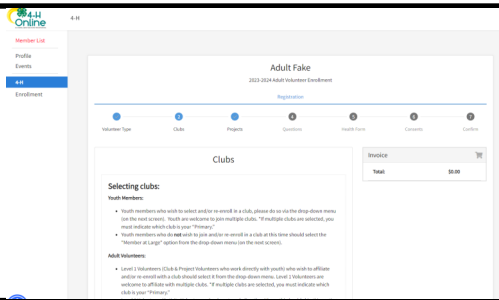 4-H
Online
4-H
Member List
Profile
Events
4-H
Enrollment
Adult Fake
2023-2024 Adult Volunteer Enrollment
Registration
2
4
5
6
7
Volunteer Type
Clubs
Projects
Questions
Health Form
Consents
Confirm
Clubs
Invoice
Total:
$0.00
Selecting clubs:
Youth Members:
• Youth members who wish to select and/or re-enroll in a club, please do so via the drop-down menu
(on the next screen). Youth are welcome to join multiple clubs. *If multiple clubs are selected, you
must indicate which club is your "Primary."
• Youth members who do not wish to join and/or re-enroll in a club at this time should select the
"Member at Large" option from the drop-down menu (on the next screen).
Adult Volunteers:
• Level 1 Volunteers (Club & Project Volunteers who work directly with youth) who wish to affiliate
and/or re-enroll with a club should select it from the drop-down menu. Level 1 Volunteers are
welcome to affiliate with multiple clubs. *If multiple clubs are selected, you must indicate which
club is your "Primary."